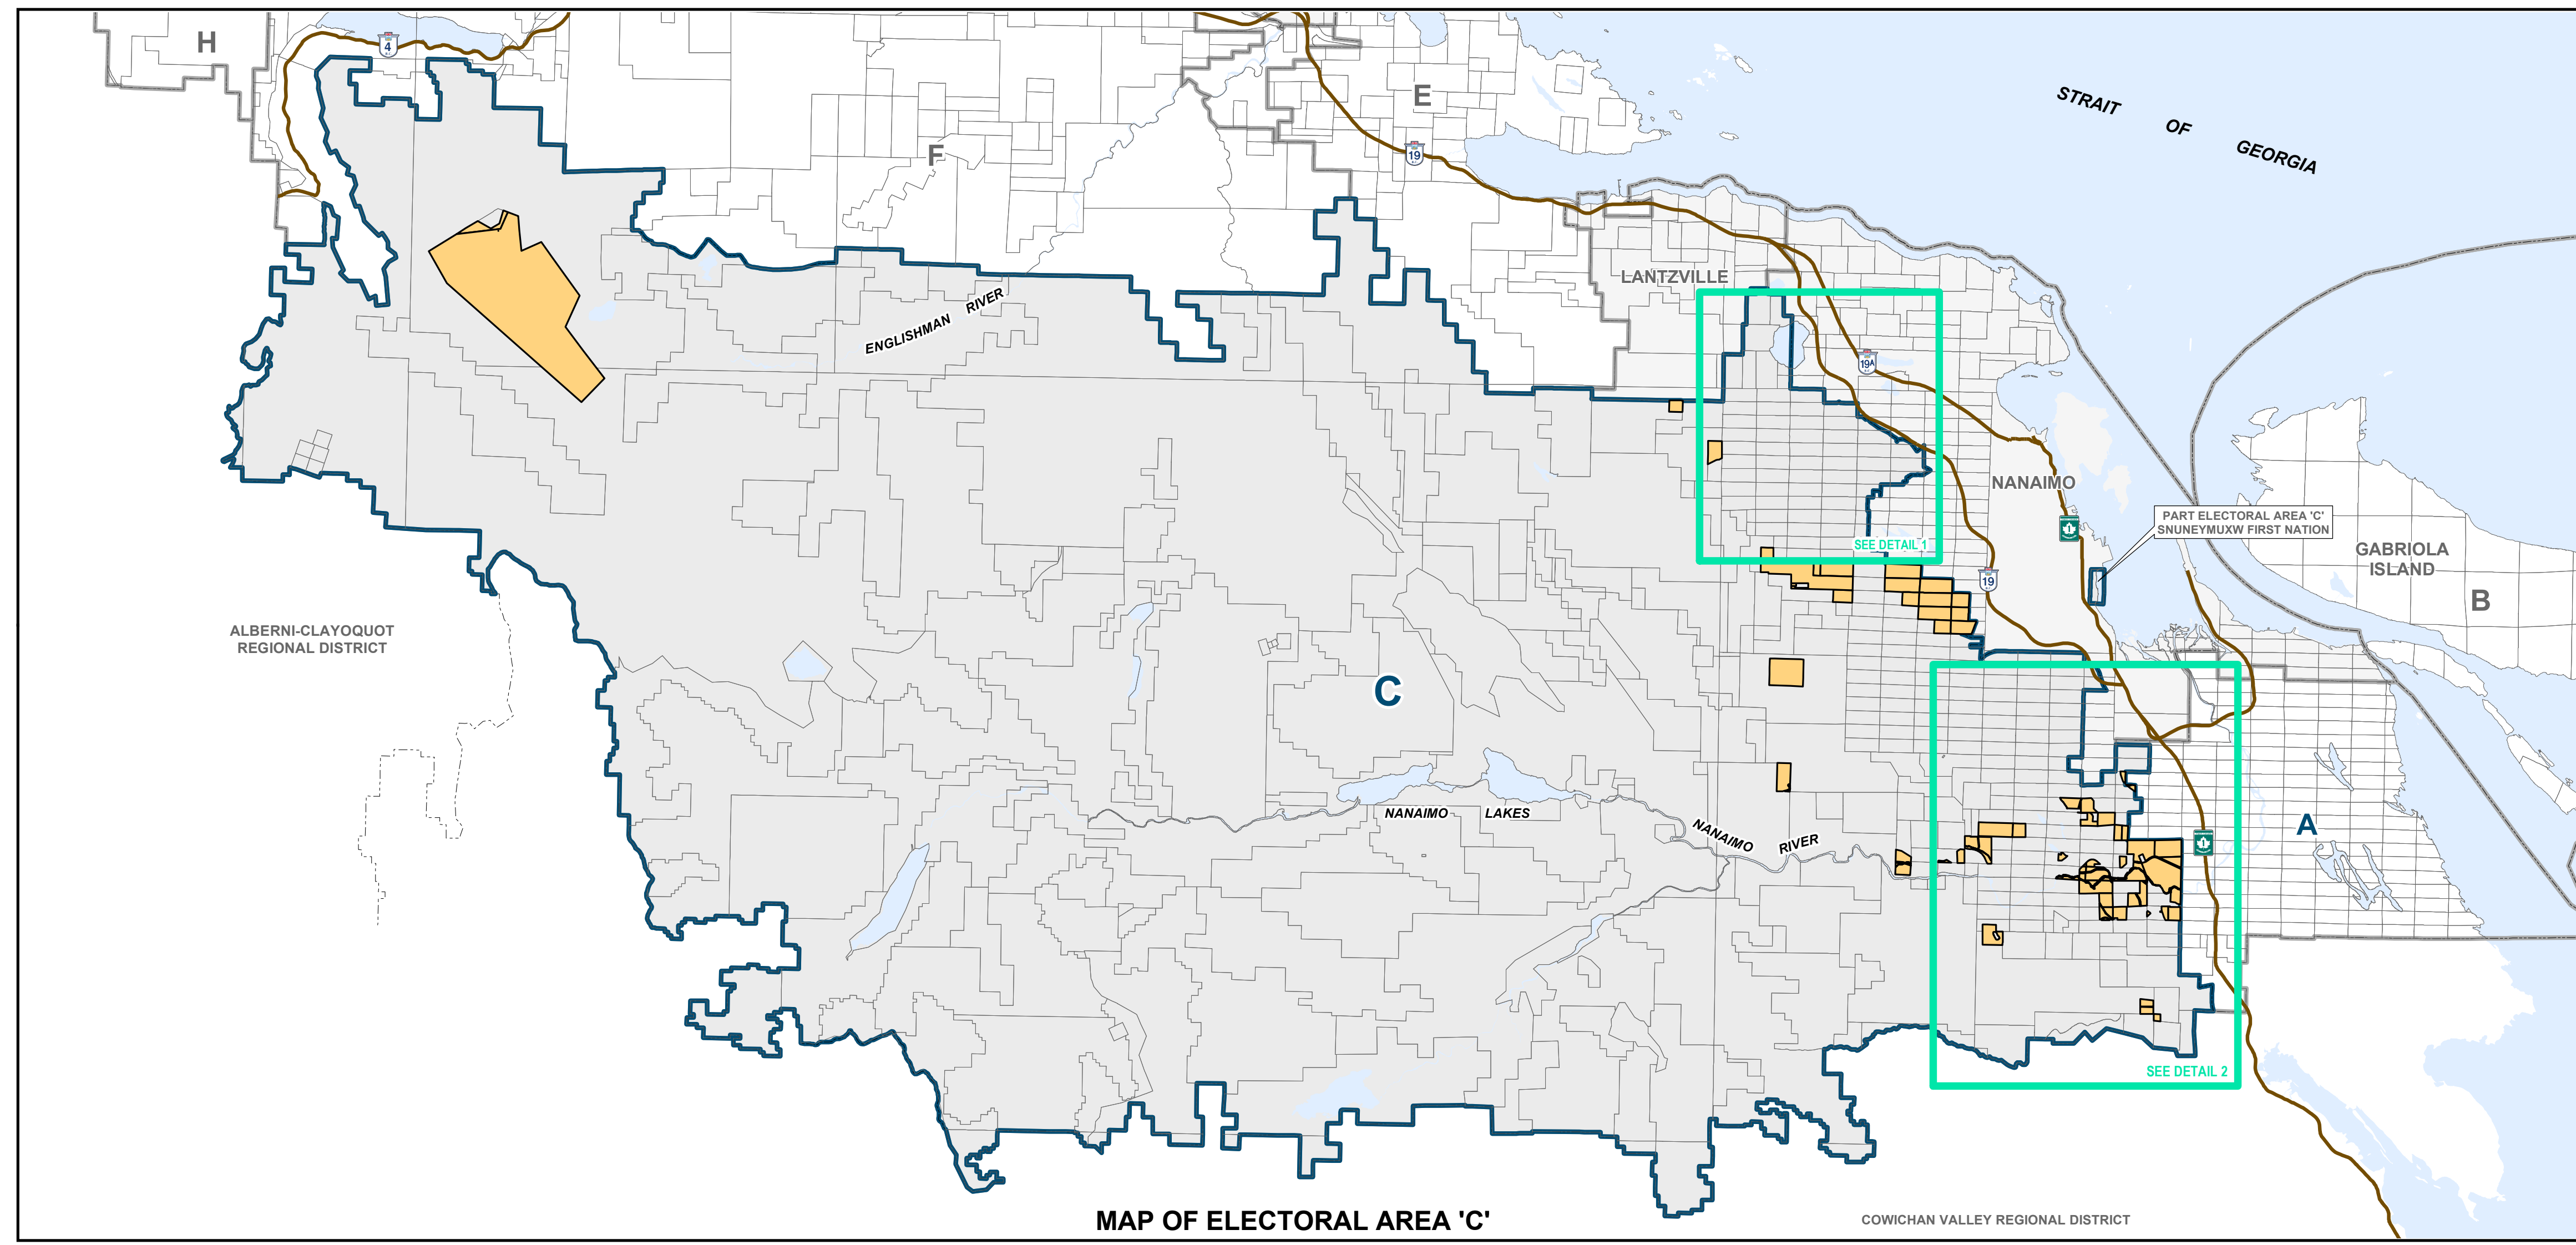 H
4
F
E
19
STRAIT OF GEORGIA
LANTZVILLE
ENGLISHMAN RIVER
19A
NANAIMO
1
PART ELECTORAL AREA 'C'
SNUNEYMUXW FIRST NATION
SEE DETAIL 1
GABRIOLA
ISLAND
19
B
ALBERNI-CLAYOQUOT
REGIONAL DISTRICT
C
NANAIMO LAKES
NANAIMO RIVER
A
1
SEE DETAIL 2
MAP OF ELECTORAL AREA 'C'
COWICHAN VALLEY REGIONAL DISTRICT